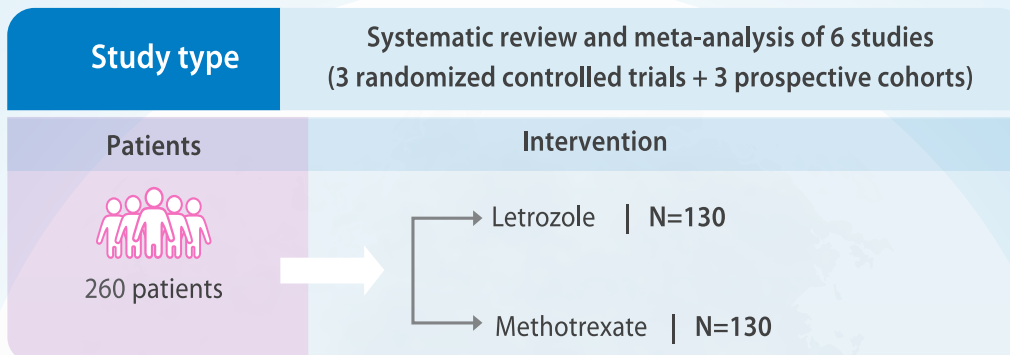 Study type
Systematic review and meta-analysis of 6 studies
(3 randomized controlled trials + 3 prospective cohorts)
Patients
Intervention
260 patients
Letrozole | N=130
Methotrexate | N=130